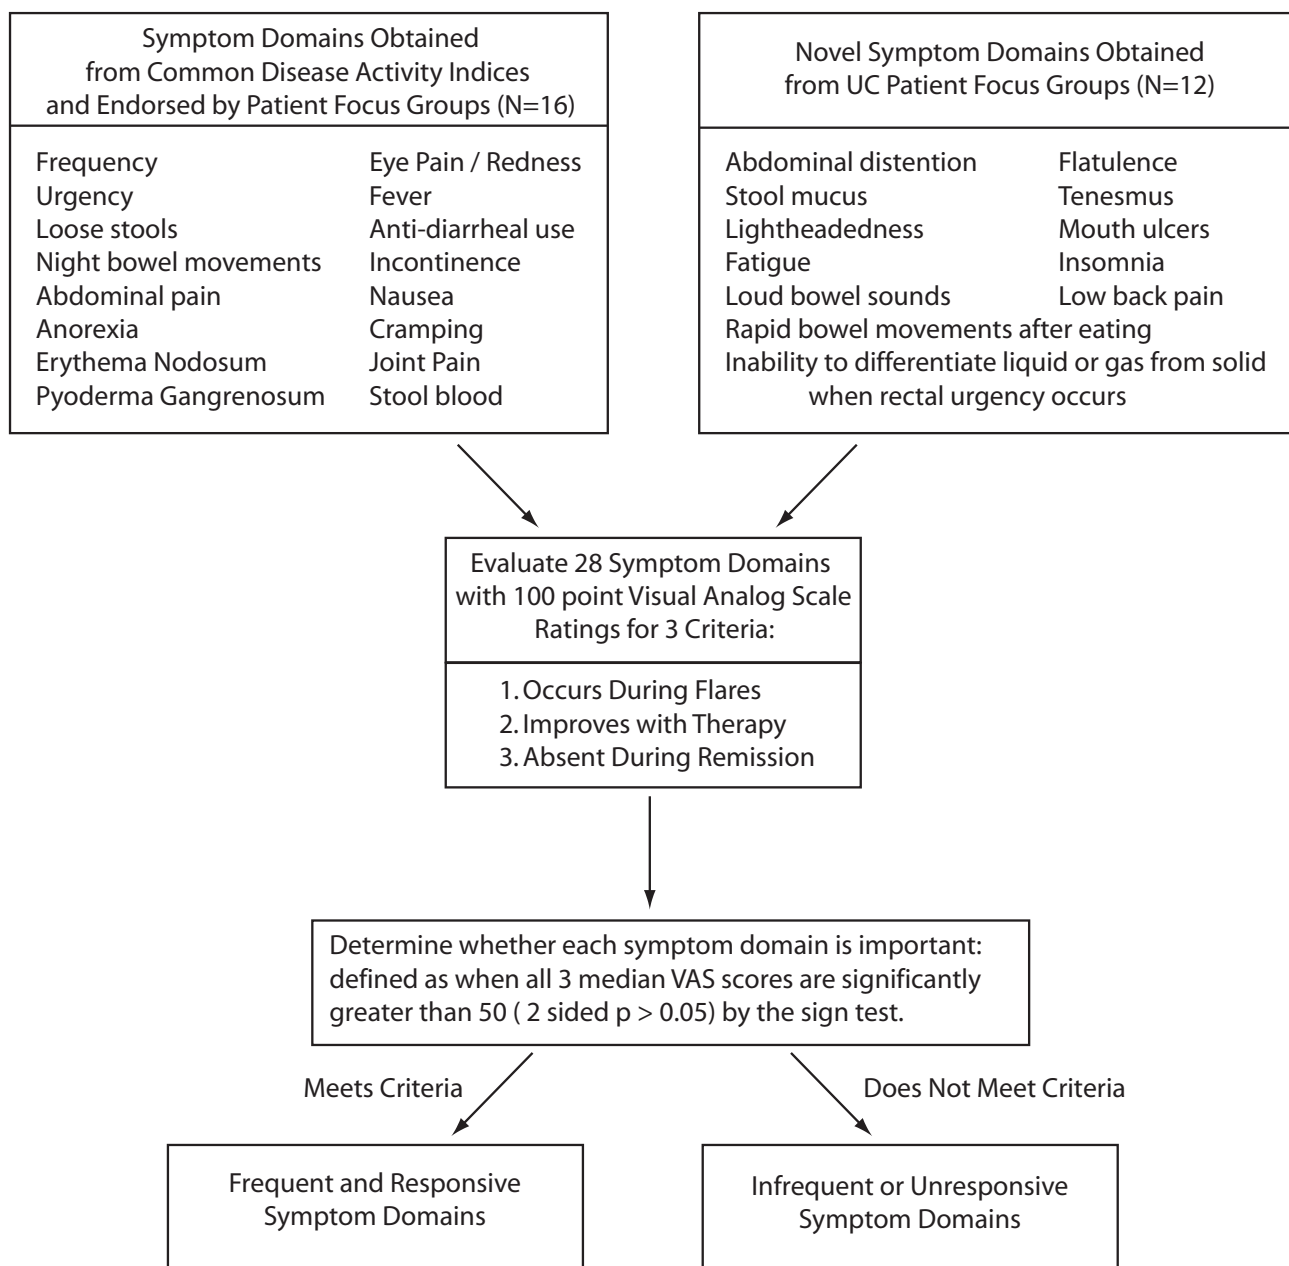 Symptom Domains Obtained
from Common Disease Activity Indices
and Endorsed by Patient Focus Groups (N=16)
Frequency
Urgency
Loose stools
Night bowel movements
Abdominal pain
Anorexia
Erythema Nodosum
Pyoderma Gangrenosum
Eye Pain / Redness
Fever
Anti-diarrheal use
Incontinence
Nausea
Cramping
Joint Pain
Stool blood
Novel Symptom Domains Obtained
from UC Patient Focus Groups (N=12)
Abdominal distention
Stool mucus
Lightheadedness
Fatigue
Loud bowel sounds
Flatulence
Tenesmus
Mouth ulcers
Insomnia
Low back pain
Rapid bowel movements after eating
Inability to differentiate liquid or gas from solid
when rectal urgency occurs
Evaluate 28 Symptom Domains
with 100 point Visual Analog Scale
Ratings for 3 Criteria:
1. Occurs During Flares
2. Improves with Therapy
3. Absent During Remission
Determine whether each symptom domain is important:
defined as when all 3 median VAS scores are significantly
greater than 50 ( 2 sided p > 0.05) by the sign test.
Meets Criteria
Does Not Meet Criteria
Frequent and Responsive
Symptom Domains
Infrequent or Unresponsive
Symptom Domains